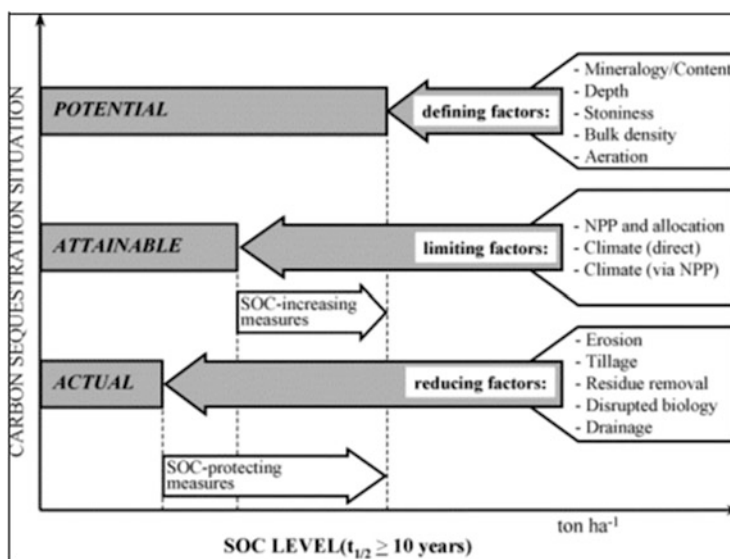 CARBON SEQUESTRATION SITUATION
POTENTIAL
defining factors:
- Mineralogy/Content
- Depth
- Stoniness
- Bulk density
- Aeration
ATTAINABLE
limiting factors:
- NPP and allocation
- Climate (direct)
- Climate (via NPP)
SOC-increasing
measures
ACTUAL
reducing factors:
- Erosion
- Tillage
- Residue removal
- Disrupted biology
- Drainage
SOC-protecting
measures
ton ha⁻¹
SOC LEVEL(t1/2 ≥ 10 years)